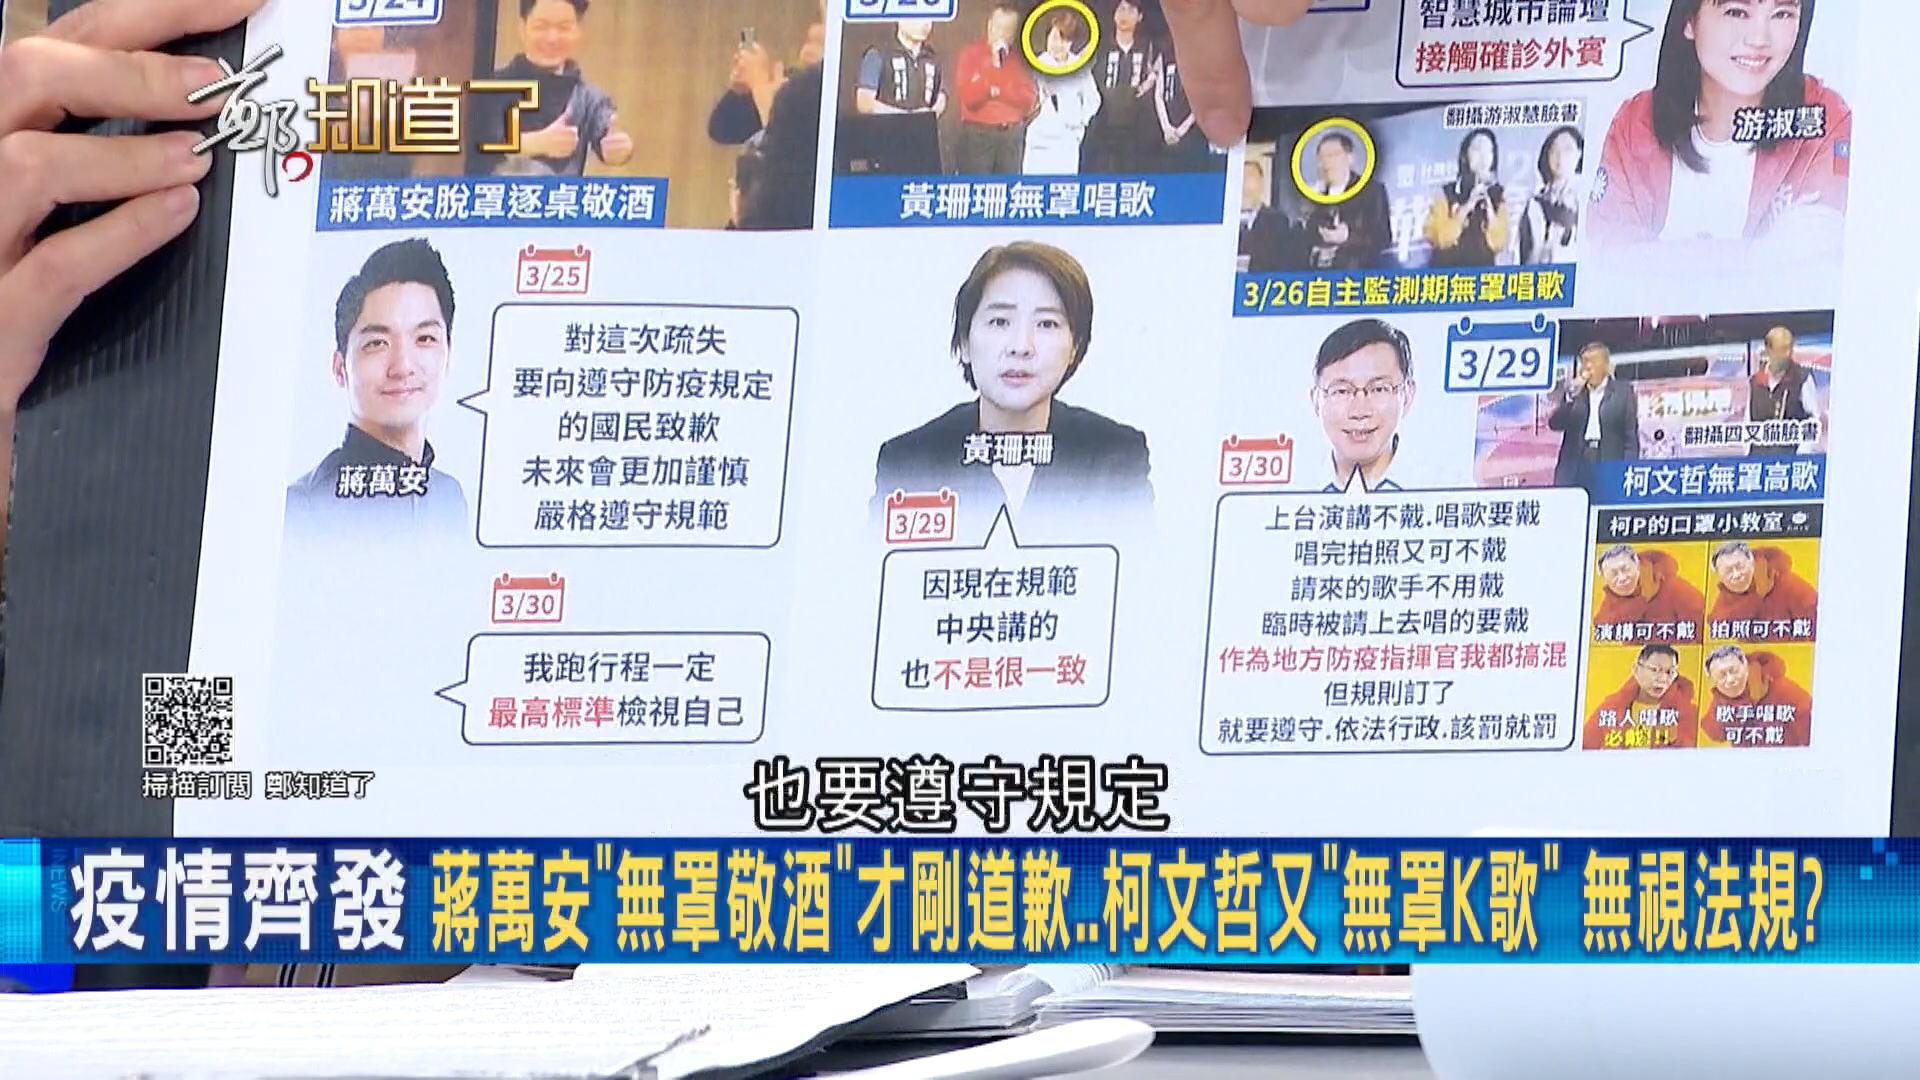 3/24
3/26
智慧城市論壇
接觸確診外賓
鄭知道了
翻攝游淑慧臉書
游淑慧
蔣萬安脫罩逐桌敬酒
黃珊珊無罩唱歌
3/26自主監測期無罩唱歌
3/25
對這次疏失
要向遵守防疫規定
的國民致歉
未來會更加謹慎
嚴格遵守規範
蔣萬安
3/30
我跑行程一定
最高標準檢視自己
黃珊珊
3/29
因現在規範
中央講的
也不是很一致
3/29
翻攝四叉貓臉書
柯文哲無罩高歌
3/30
上台演講不戴.唱歌要戴
唱完拍照又可不戴
請來的歌手不用戴
臨時被請上去唱的要戴
作為地方防疫指揮官我都搞混
但規則訂了
就要遵守.依法行政.該罰就罰
柯P的口罩小教室
演講可不戴
拍照可不戴
路人唱歌
必戴!!
歌手唱歌
可不戴
掃描訂閱 鄭知道了
也要遵守規定
INEWS
疫情齊發
蔣萬安"無罩敬酒"才剛道歉..柯文哲又"無罩K歌" 無視法規?